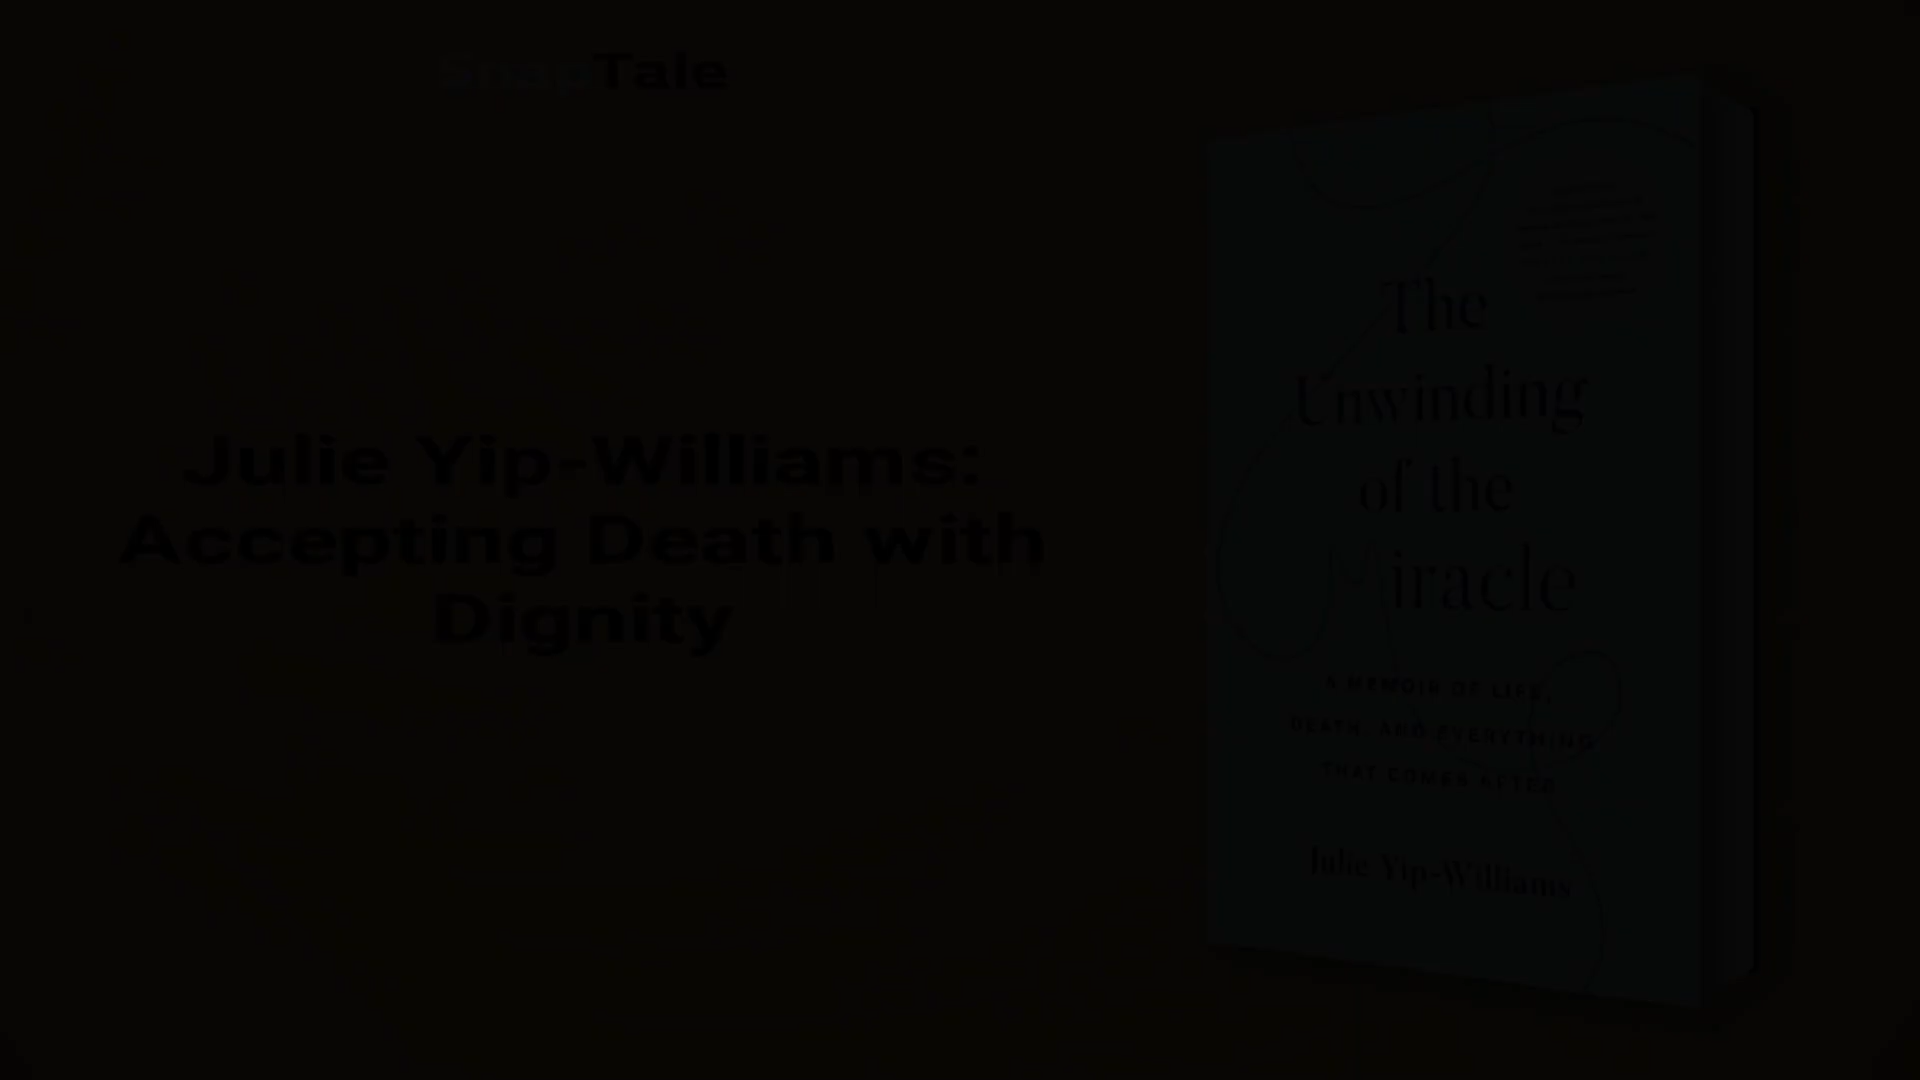 SnapTale
Julie Yip-Williams:
Accepting Death with
Dignity
The
Unwinding
of the
Miracle
A MEMOIR OF LIFE,
DEATH, AND EVERYTHING
THAT COMES AFTER
Julie Yip-Williams